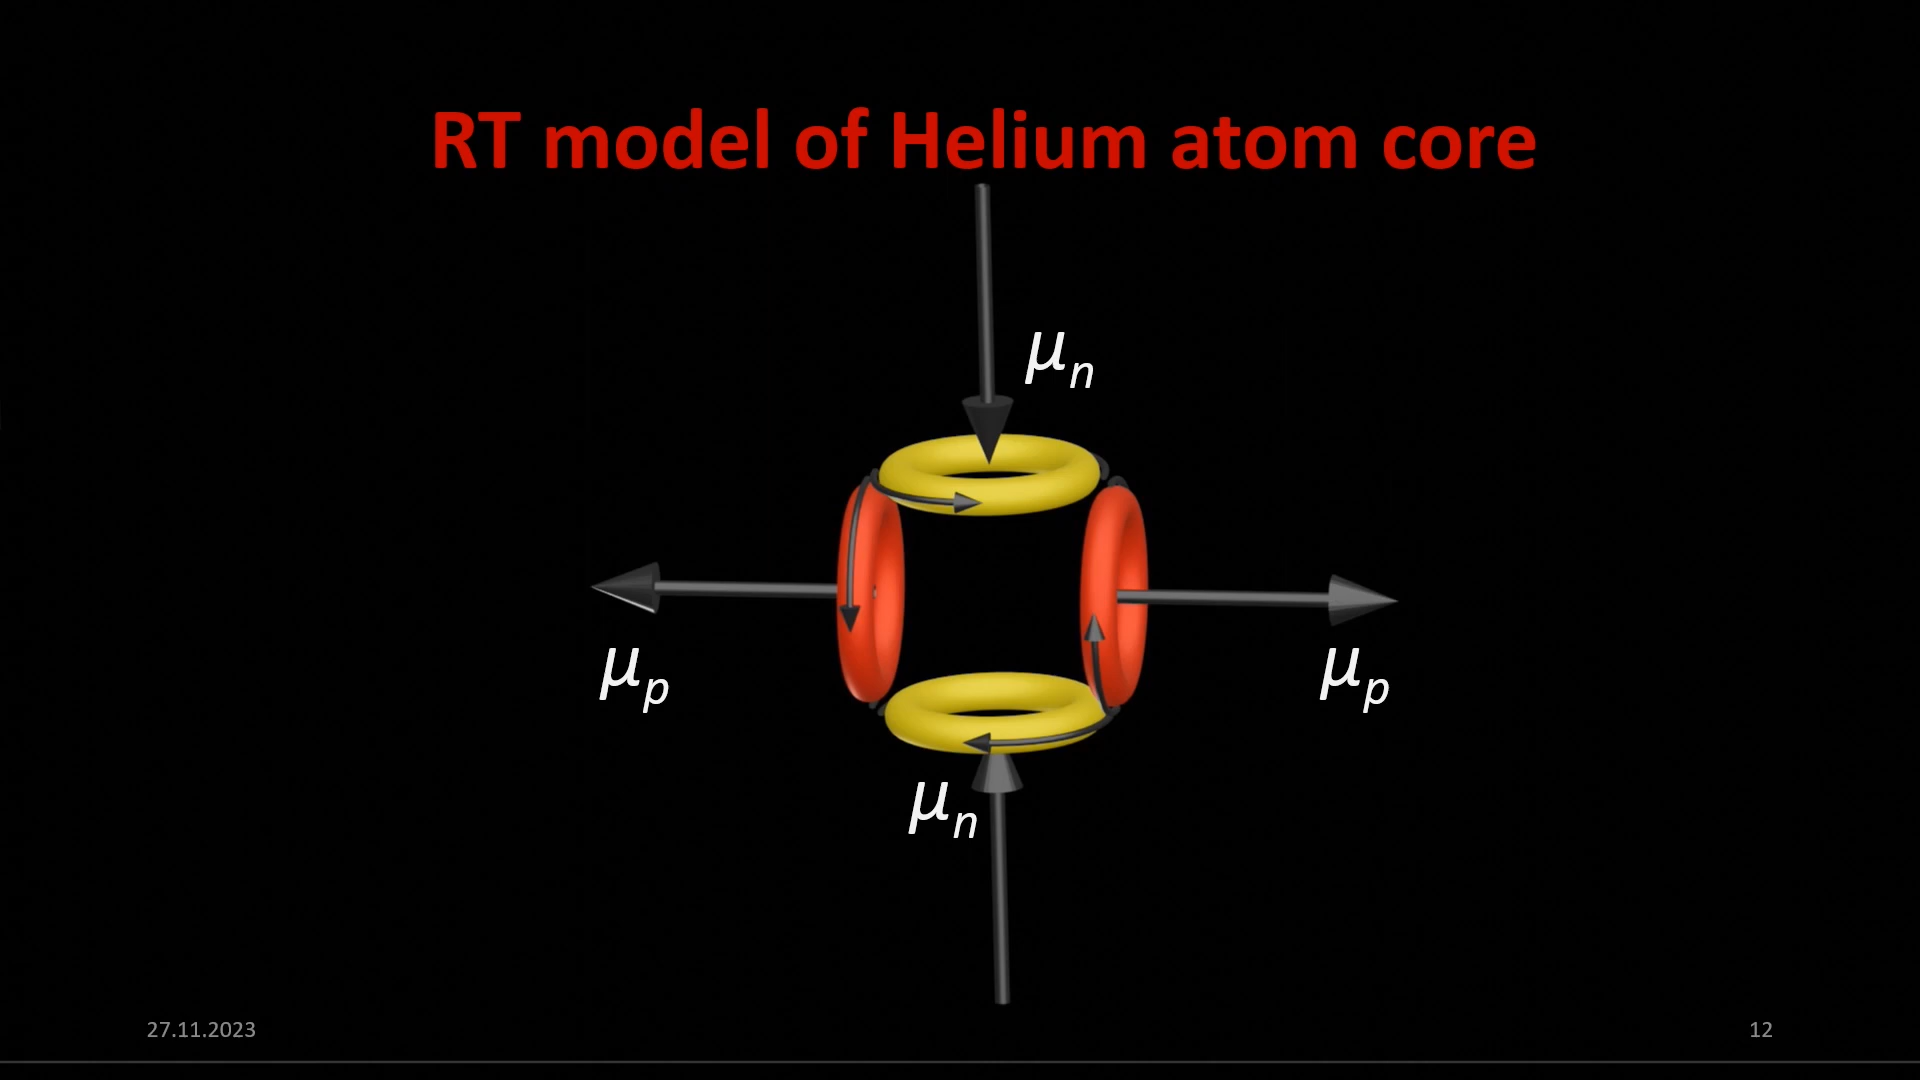 RT model of Helium atom core
μn
μp
μp
μn
27.11.2023
12